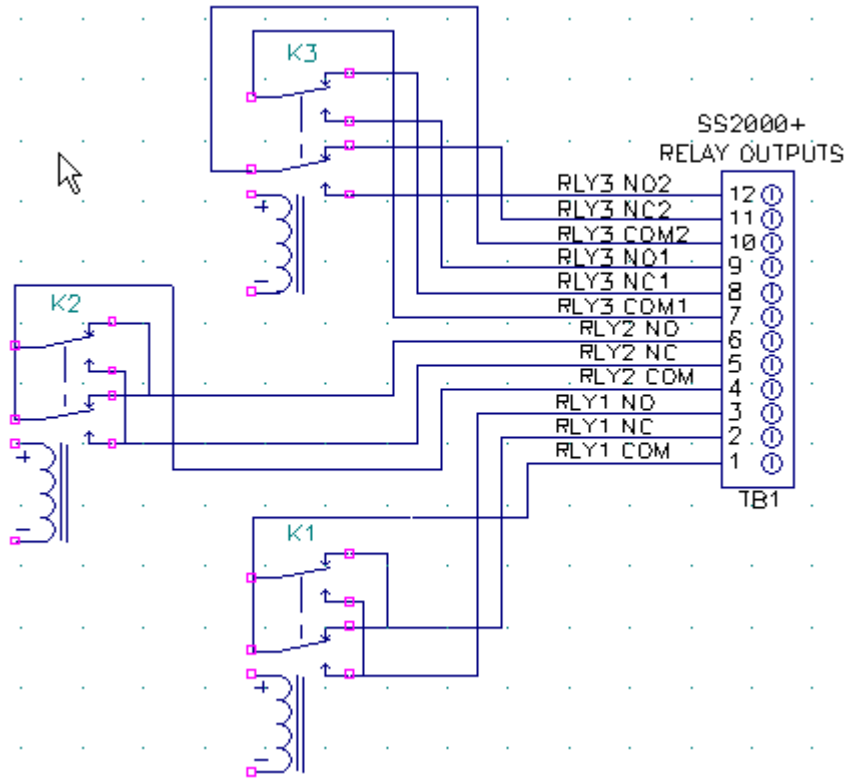 K3
SS2000+
RELAY OUTPUTS
RLY3 NO2 12
RLY3 NC2 11
RLY3 COM2 10
RLY3 NO1 9
RLY3 NC1 8
RLY3 COM1 7
RLY2 NO 6
RLY2 NC 5
RLY2 COM 4
RLY1 NO 3
RLY1 NC 2
RLY1 COM 1
TB1
+
-
K2
+
-
K1
+
-